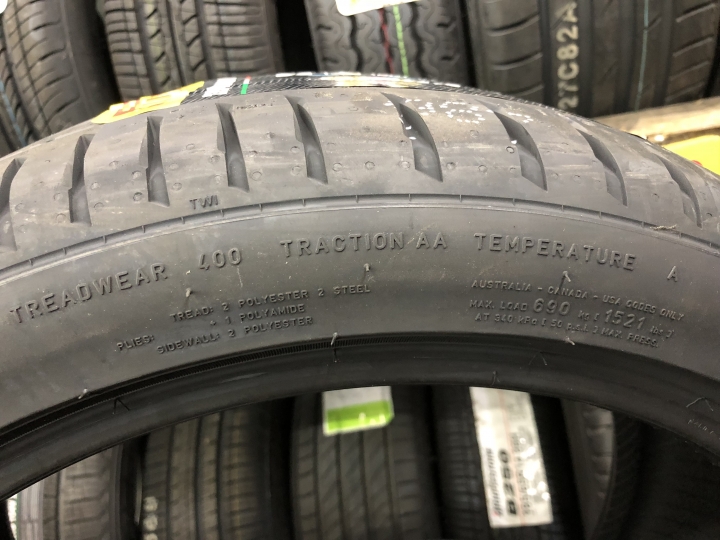 27C82A
TWI
TREADWEAR 400 TRACTION AA TEMPERATURE A
PLIES: TREAD: 2 POLYESTER 2 STEEL
+ 1 POLYAMIDE
SIDEWALL: 2 POLYESTER
AUSTRALIA - CANADA - USA CODES ONLY
MAX. LOAD 690 kg ( 1521 lbs )
AT 340 KPA ( 50 p.s.i. ) MAX. PRESS.
B250